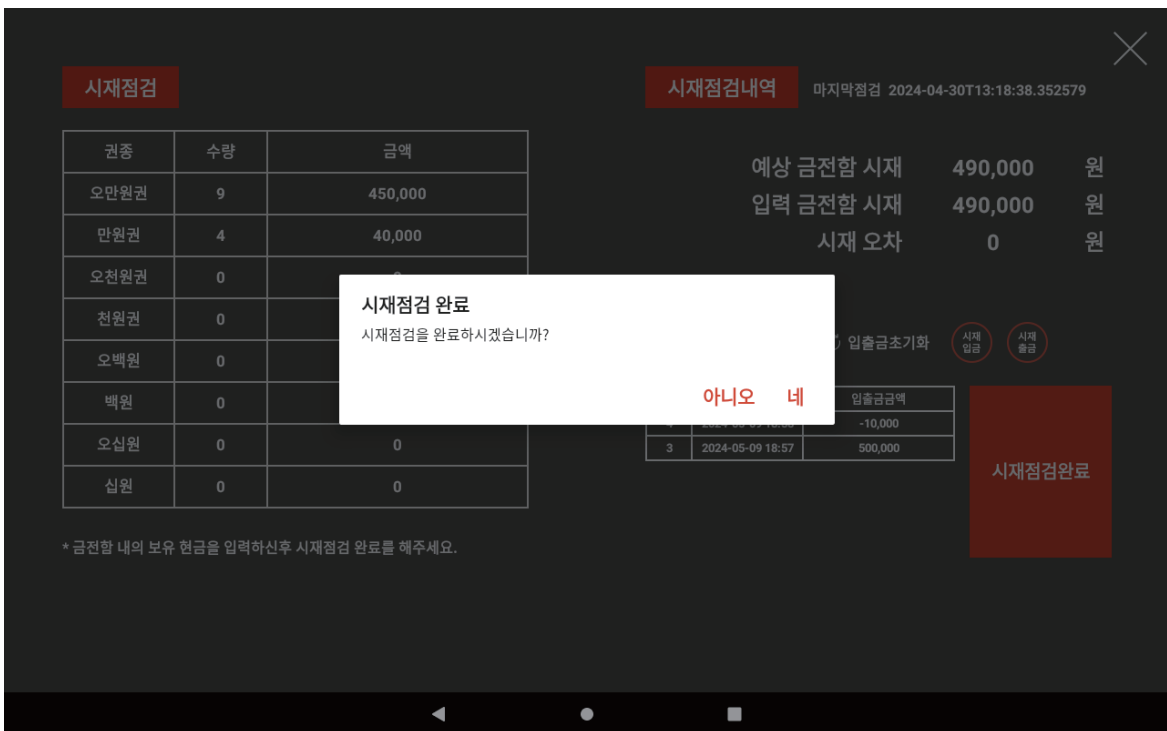 시재점검
권종 수량 금액
오만원권 9 450,000
만원권 4 40,000
오천원권 0
천원권 0
오백원 0
백원 0
오십원 0 0
십원 0 0
* 금전함 내의 보유 현금을 입력하신후 시재점검 완료를 해주세요.
시재점검내역 마지막점검 2024-04-30T13:18:38.352579
예상 금전함 시재 490,000 원
입력 금전함 시재 490,000 원
시재 오차 0 원
입출금초기화
시재
입금
시재
출금
입출금금액
-10,000
3 2024-05-09 18:57 500,000
시재점검완료
시재점검 완료
시재점검을 완료하시겠습니까?
아니오 네